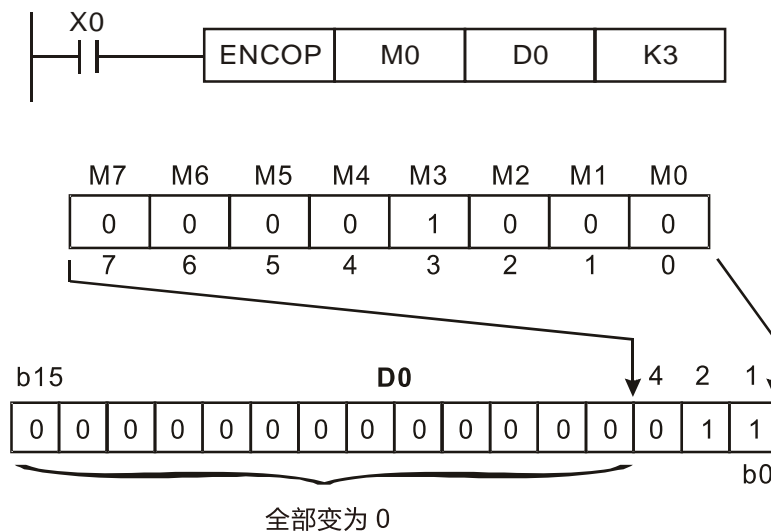 X0
ENCOP M0 D0 K3
M7 M6 M5 M4 M3 M2 M1 M0
0 0 0 0 1 0 0 0
7 6 5 4 3 2 1 0
b15 D0 4 2 1
0 0 0 0 0 0 0 0 0 0 0 0 0 0 1 1
b0
全部变为 0